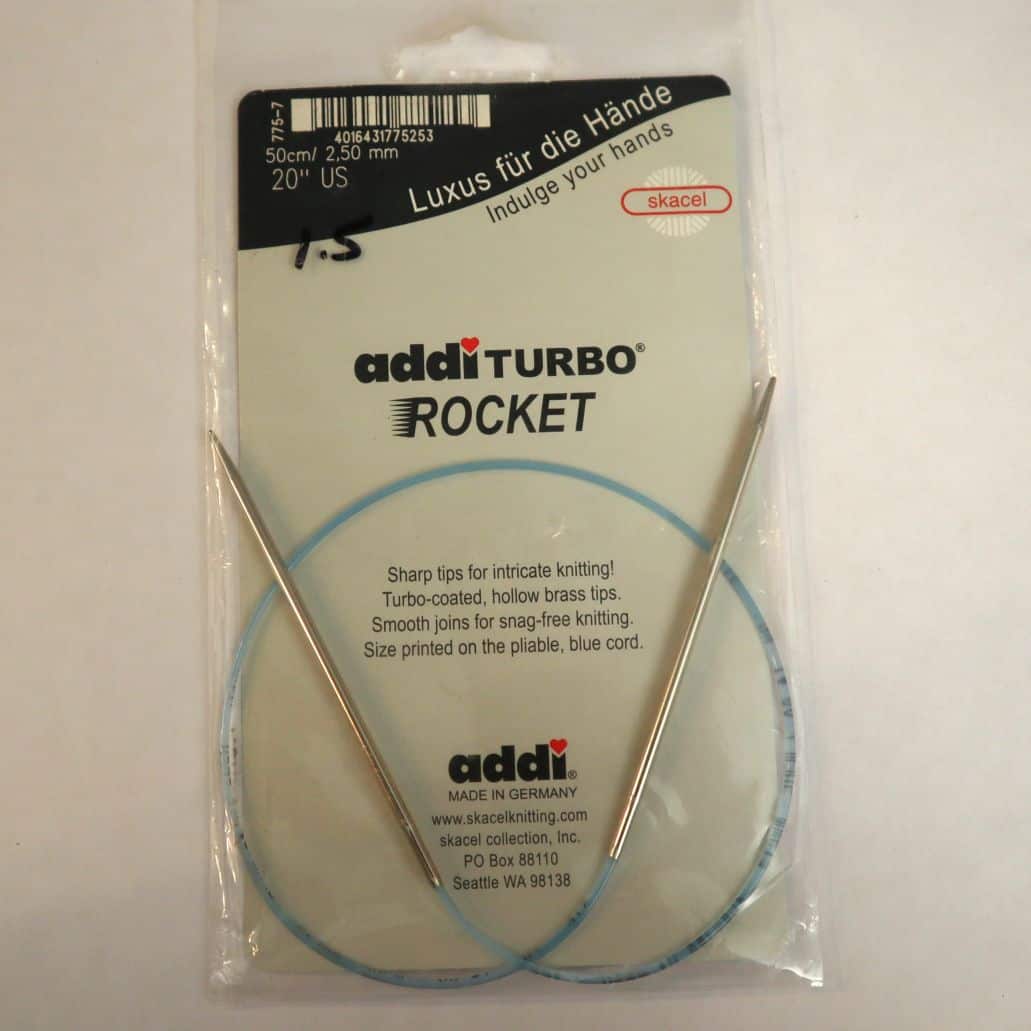 775-7
4016431775253
50cm/ 2,50 mm
20" US
1.5
Luxus für die Hände
Indulge your hands
skacel
addi TURBO®
ROCKET
Sharp tips for intricate knitting!
Turbo-coated, hollow brass tips.
Smooth joins for snag-free knitting.
Size printed on the pliable, blue cord.
addi®
MADE IN GERMANY
www.skacelknitting.com
skacel collection, Inc.
PO Box 88110
Seattle WA 98138